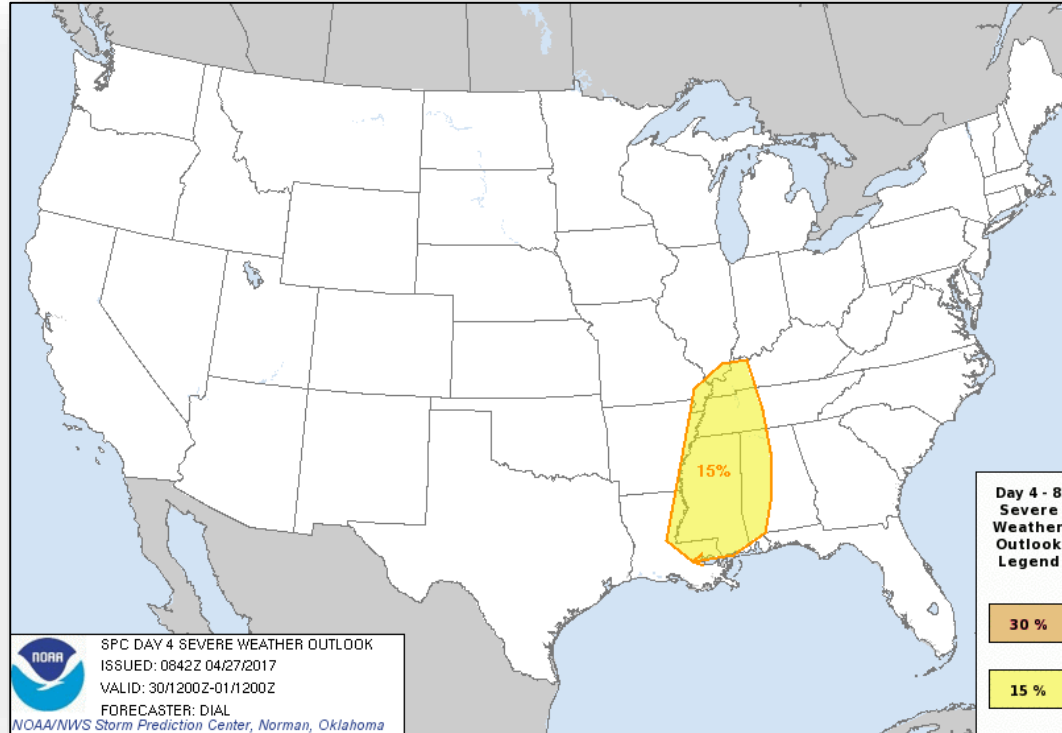 15%
Day 4 - 8
Severe
Weather
Outlook
Legend
30 %
15 %
NOAA
SPC DAY 4 SEVERE WEATHER OUTLOOK
ISSUED: 0842Z 04/27/2017
VALID: 30/1200Z-01/1200Z
FORECASTER: DIAL
NOAA/NWS Storm Prediction Center, Norman, Oklahoma